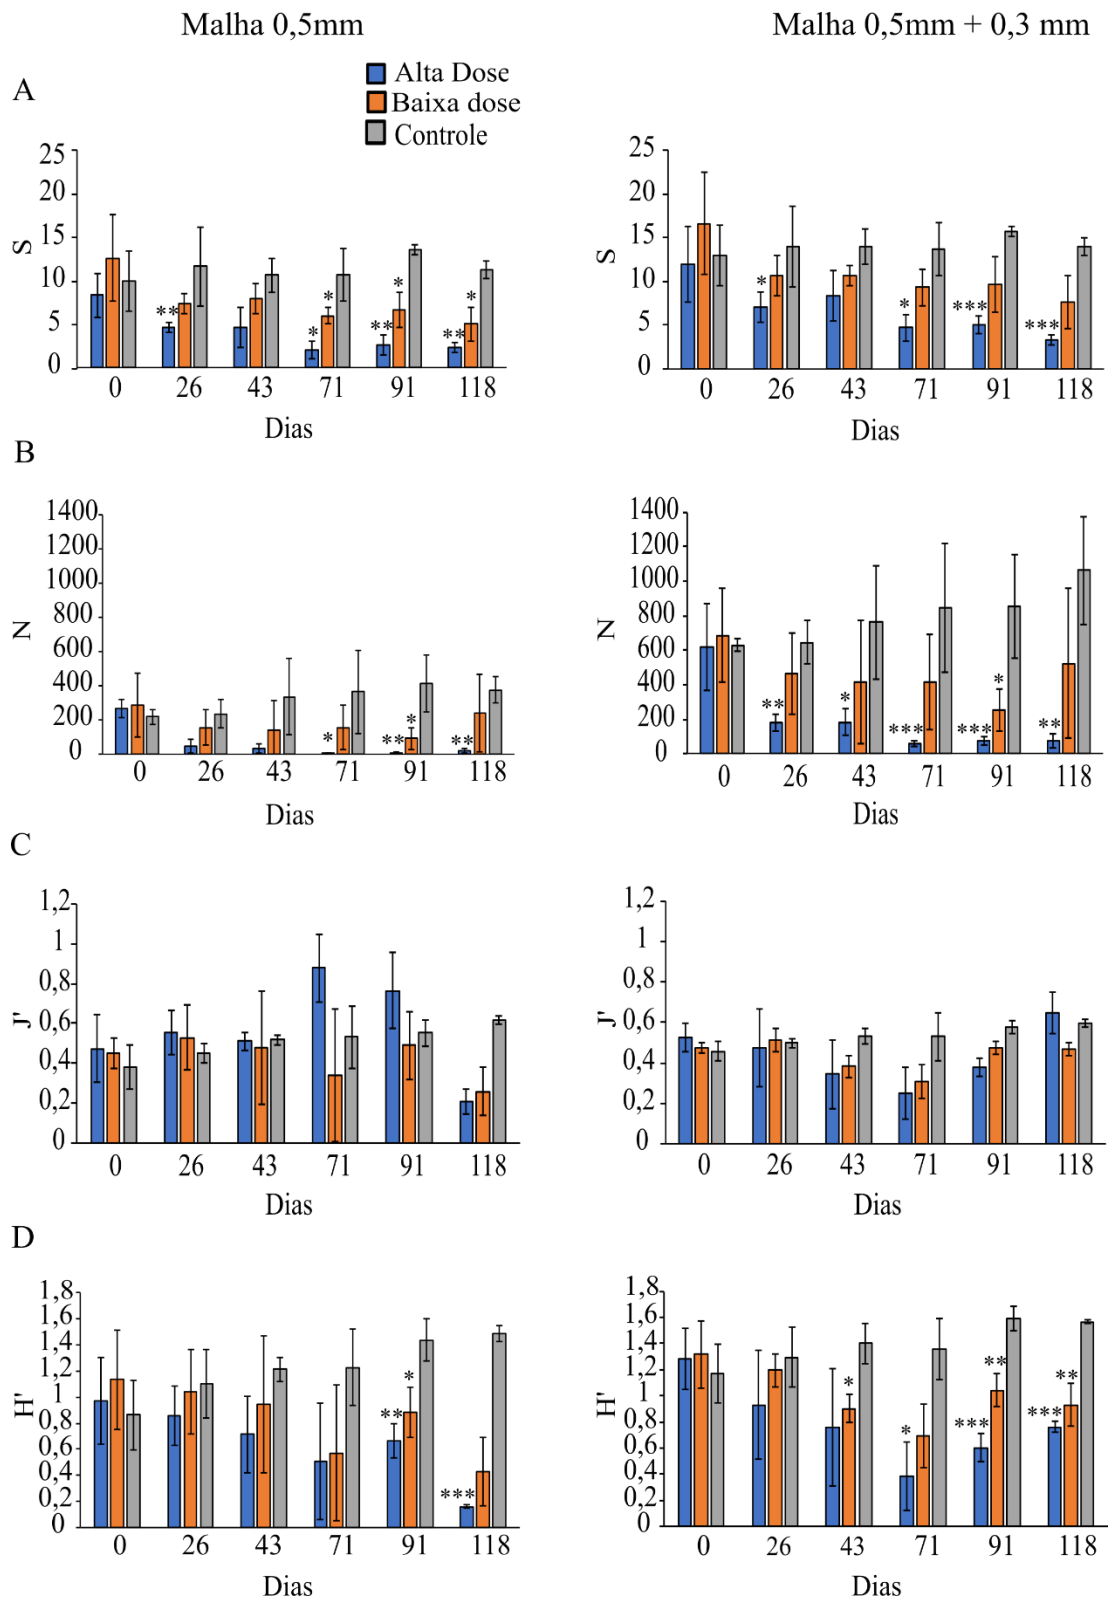 Malha 0,5mm
Malha 0,5mm + 0,3 mm
Alta Dose
Baixa dose
Controle
A
25
20
15
10
5
0
S
** * * ** * ** *
0 26 43 71 91 118
Dias
25
20
15
10
5
0
S
* * *** ***
0 26 43 71 91 118
Dias
B
1400
1200
1000
800
600
400
200
0
N
* ** * **
0 26 43 71 91 118
Dias
1400
1200
1000
800
600
400
200
0
N
** * *** *** * **
0 26 43 71 91 118
Dias
C
1,2
1
0,8
0,6
0,4
0,2
0
J'
0 26 43 71 91 118
Dias
1,2
1
0,8
0,6
0,4
0,2
0
J'
0 26 43 71 91 118
Dias
D
1,8
1,6
1,4
1,2
1
0,8
0,6
0,4
0,2
0
H'
** * ***
0 26 43 71 91 118
Dias
1,8
1,6
1,4
1,2
1
0,8
0,6
0,4
0,2
0
H'
* * *** ** *** **
0 26 43 71 91 118
Dias